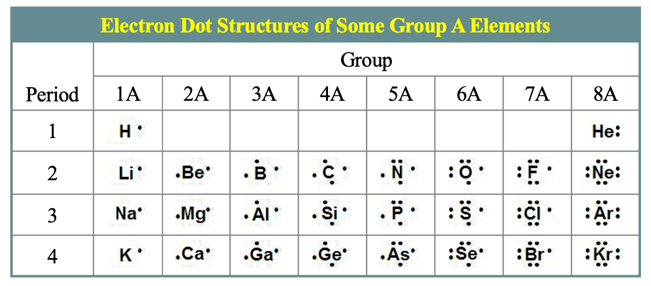 Electron Dot Structures of Some Group A Elements
Group
Period 1A 2A 3A 4A 5A 6A 7A 8A
1 H He
2 Li Be B C N O F Ne
3 Na Mg Al Si P S Cl Ar
4 K Ca Ga Ge As Se Br Kr